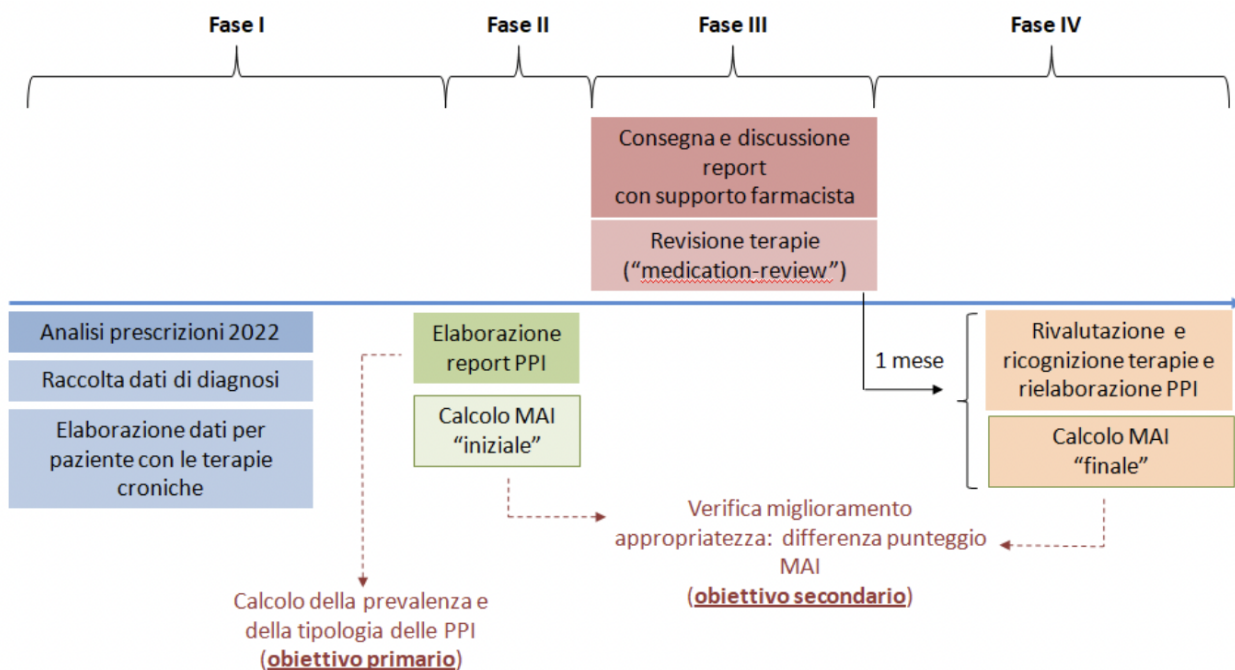 Fase I
Fase II
Fase III
Fase IV
Consegna e discussione
report
con supporto farmacista
Revisione terapie
(“medication-review”)
Analisi prescrizioni 2022
Raccolta dati di diagnosi
Elaborazione dati per
paziente con le terapie
croniche
Elaborazione
report PPI
Calcolo MAI
“iniziale”
1 mese
Rivalutazione e
ricognizione terapie e
rielaborazione PPI
Calcolo MAI
“finale”
Verifica miglioramento
appropriatezza: differenza punteggio
MAI
(obiettivo secondario)
Calcolo della prevalenza e
della tipologia delle PPI
(obiettivo primario)